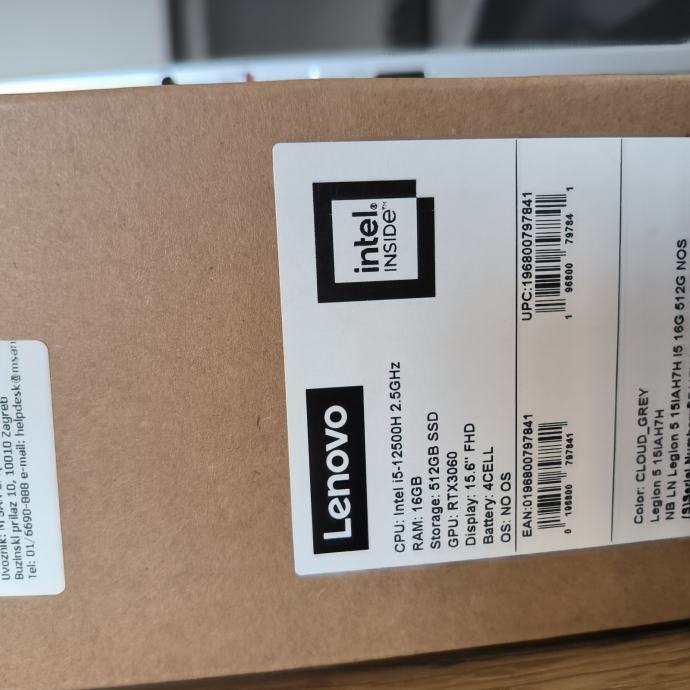 Uvoznik: M SAN
Buzinski prilaz 10, 10010 Zagreb
Tel: 01/6690-888 e-mail: helpdesk@msan
Lenovo
intel®
INSIDE™
CPU: Intel i5-12500H 2.5GHz
RAM: 16GB
Storage: 512GB SSD
GPU: RTX3060
Display: 15.6" FHD
Battery: 4CELL
OS: NO OS
EAN:0196800797841
0 196800 797841
UPC:196800797841
1 96800 79784 1
Color: CLOUD_GREY
Legion 5 15IAH7H
NB LN Legion 5 15IAH7H I5 16G 512G NOS